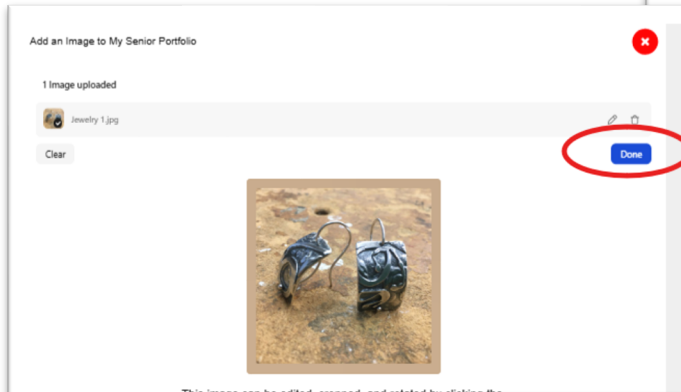 Add an Image to My Senior Portfolio
1 Image uploaded
Jewelry 1.jpg
Clear
Done
This image can be edited, cropped, and rotated by clicking the